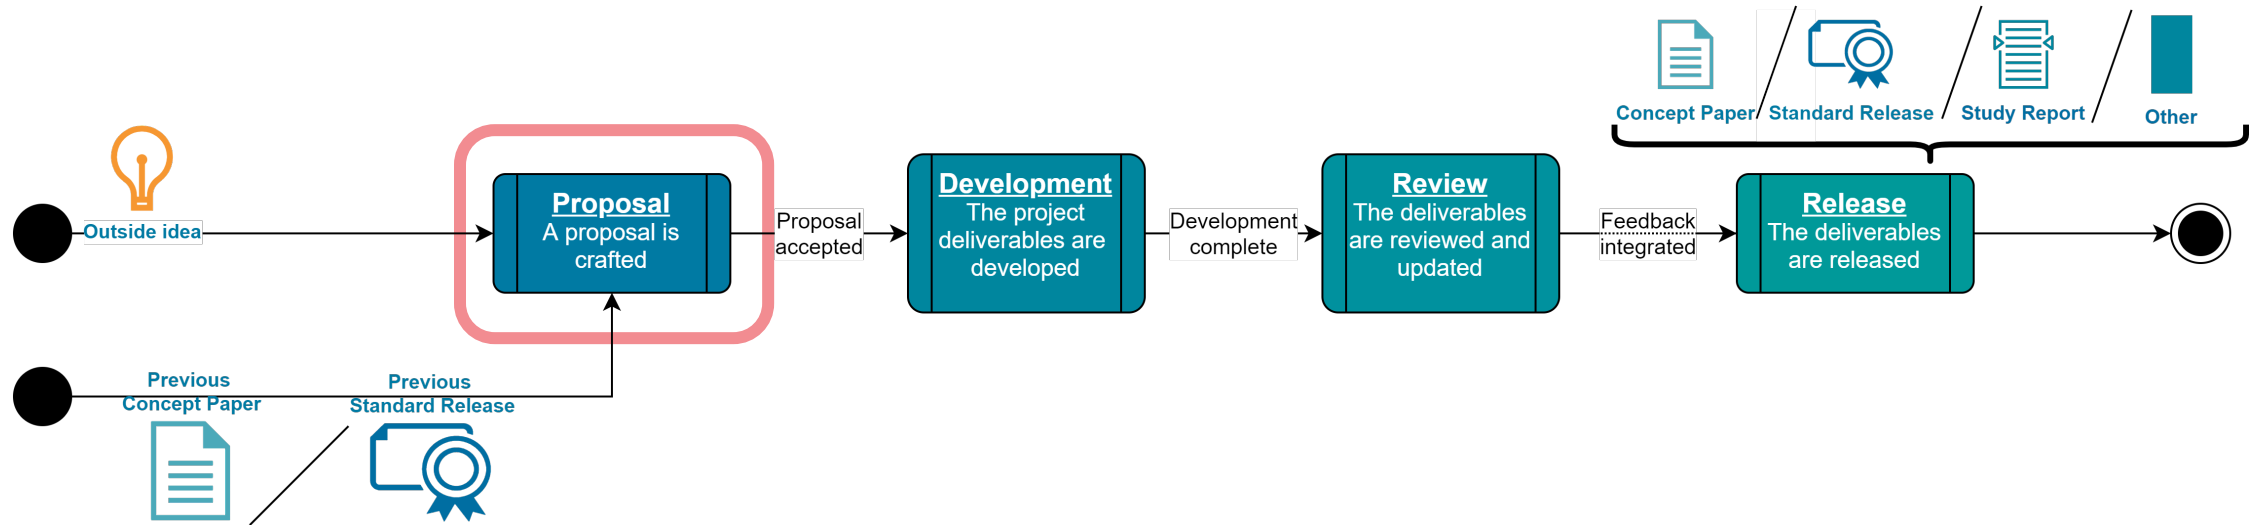 Concept Paper
Standard Release
Study Report
Other
Outside idea
Proposal
A proposal is
crafted
Proposal
accepted
Development
The project
deliverables are
developed
Development
complete
Review
The deliverables
are reviewed and
updated
Feedback
integrated
Release
The deliverables
are released
Previous
Concept Paper
Previous
Standard Release